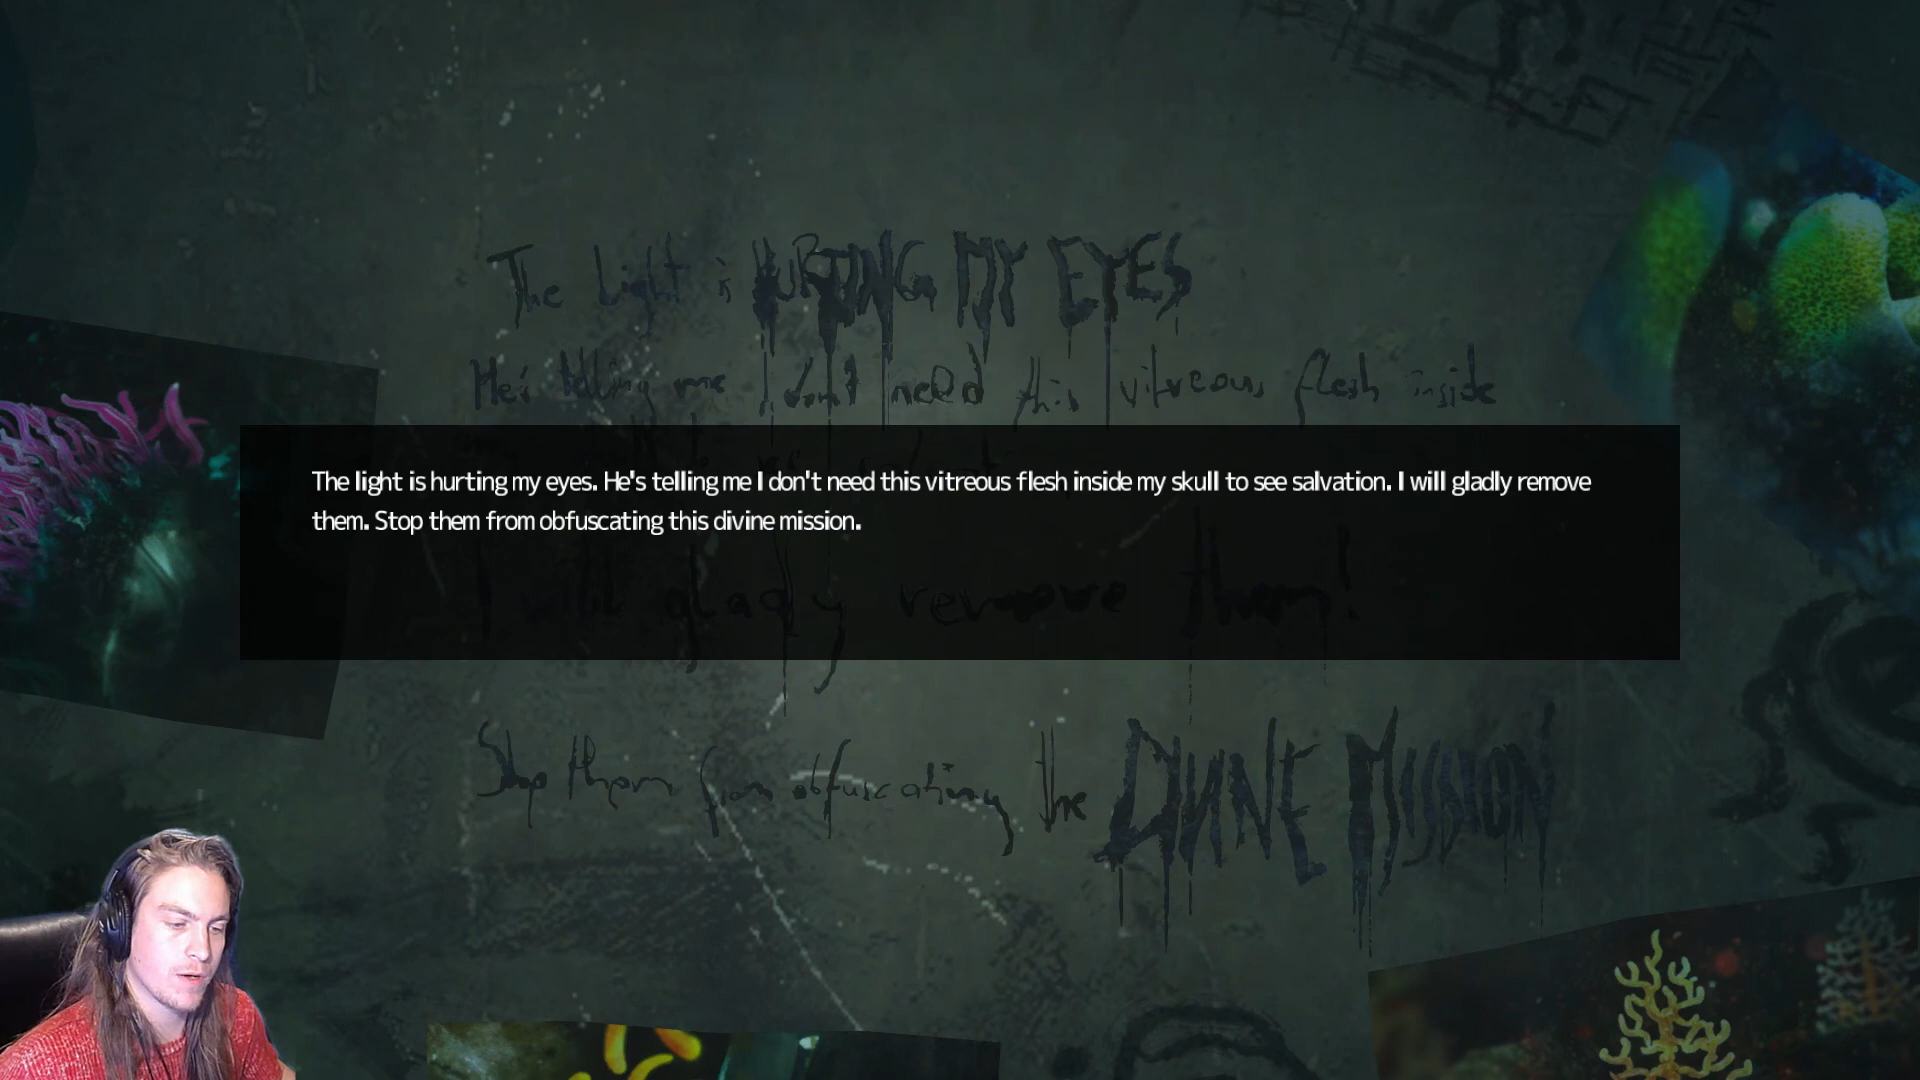 The Light is HURTING MY EYES
He's telling me I don't need this vitreous flesh inside
The light is hurting my eyes. He's telling me I don't need this vitreous flesh inside my skull to see salvation. I will gladly remove
them. Stop them from obfuscating this divine mission.
I will gladly remove them!
Stop them from obfuscating the DIVINE MISSION